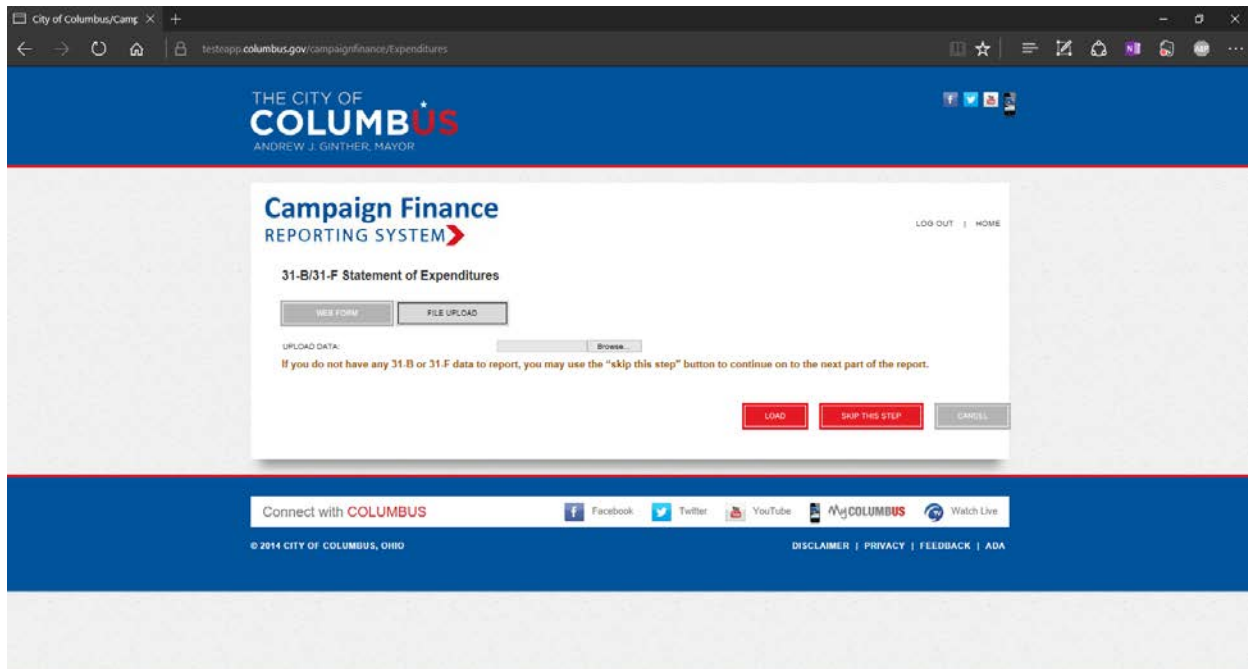 City of Columbus/Camp
testeapp.columbus.gov/campaignfinance/Expenditures
THE CITY OF
COLUMBUS
ANDREW J. GINTHER, MAYOR
Campaign Finance
REPORTING SYSTEM
LOG OUT | HOME
31-B/31-F Statement of Expenditures
WEB FORM FILE UPLOAD
UPLOAD DATA: Browse...
If you do not have any 31-B or 31-F data to report, you may use the “skip this step” button to continue on to the next part of the report.
LOAD SKIP THIS STEP CANCEL
Connect with COLUMBUS Facebook Twitter YouTube MyCOLUMBUS Watch Live
© 2014 CITY OF COLUMBUS, OHIO DISCLAIMER | PRIVACY | FEEDBACK | ADA